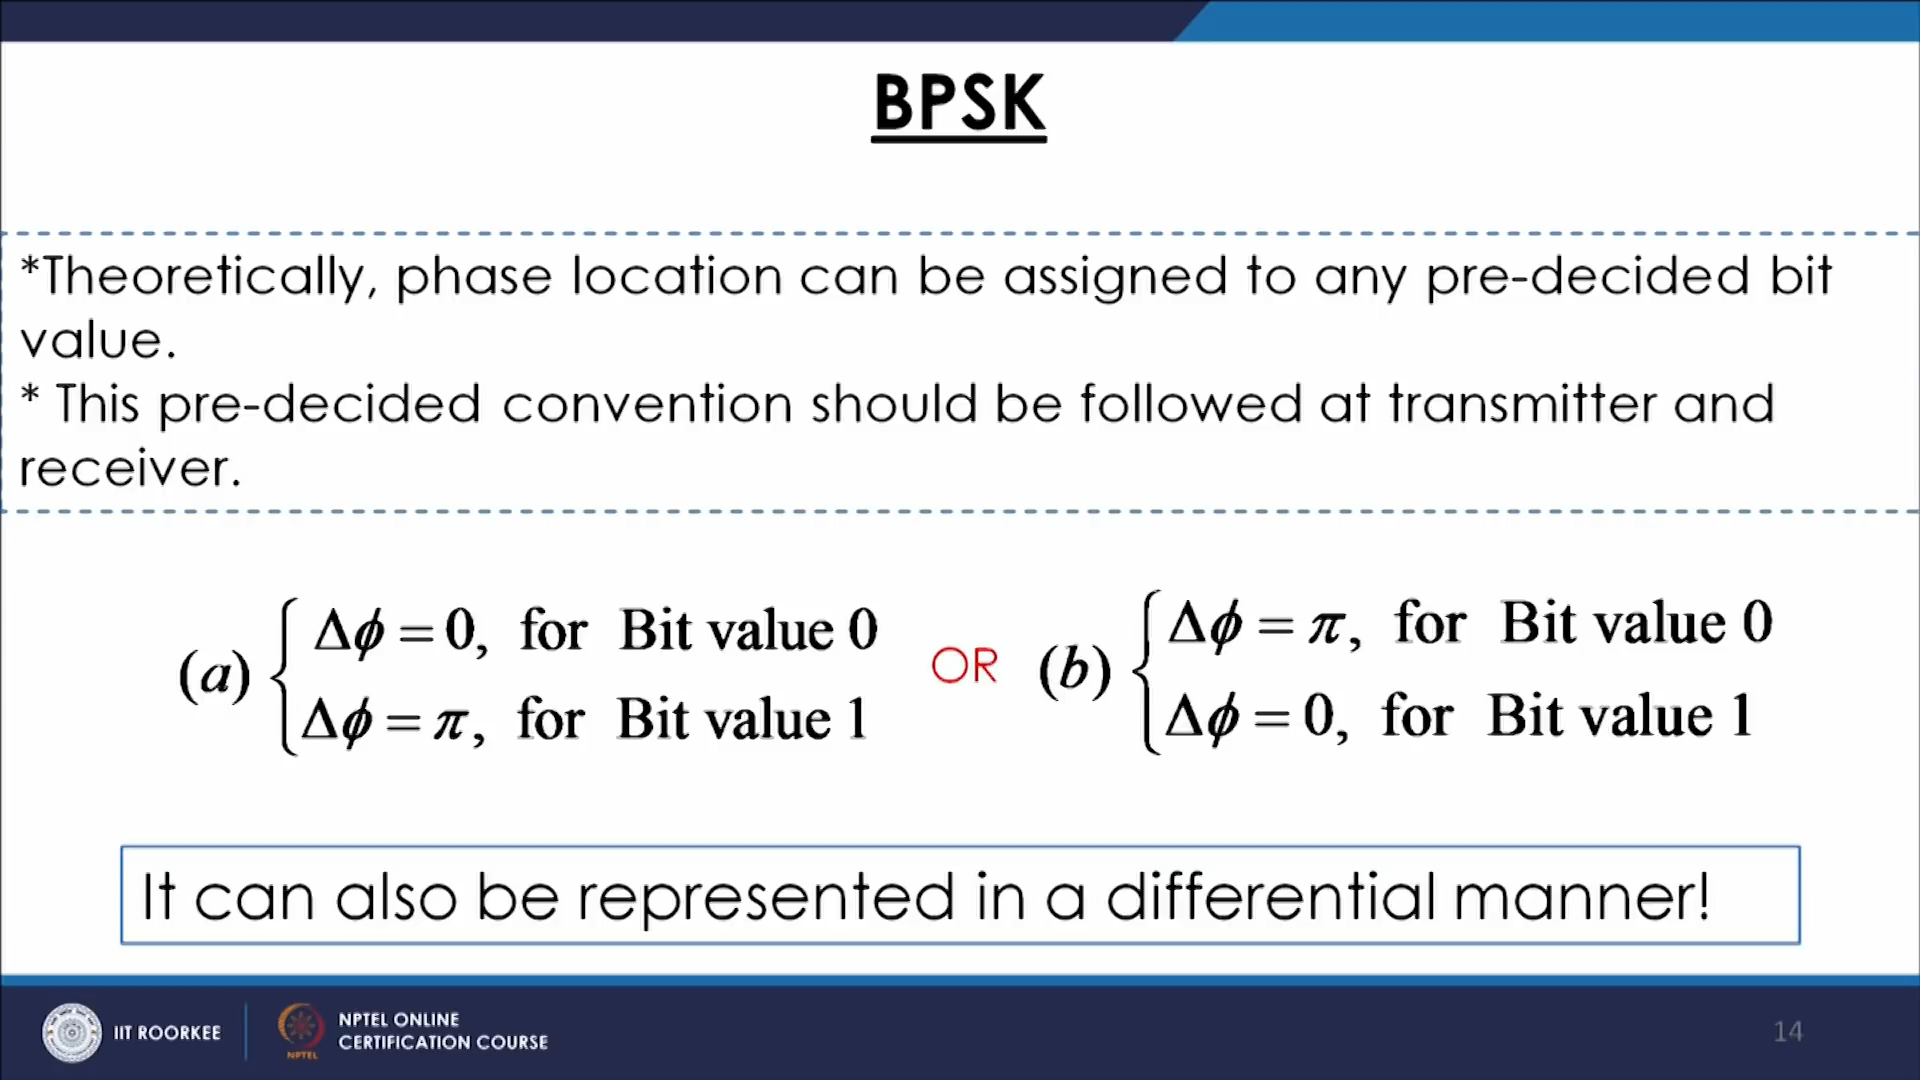 BPSK
*Theoretically, phase location can be assigned to any pre-decided bit
value.
* This pre-decided convention should be followed at transmitter and
receiver.
(a) { Δϕ = 0, for Bit value 0
Δϕ = π, for Bit value 1
OR
(b) { Δϕ = π, for Bit value 0
Δϕ = 0, for Bit value 1
It can also be represented in a differential manner!
IIT ROORKEE
NPTEL
NPTEL ONLINE
CERTIFICATION COURSE
14